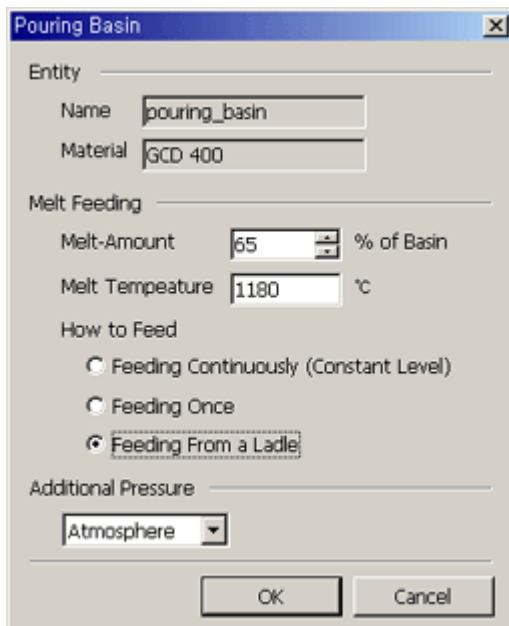 Pouring Basin
Entity
Name pouring_basin
Material GCD 400
Melt Feeding
Melt-Amount 65 % of Basin
Melt Tempeature 1180 ℃
How to Feed
Feeding Continuously (Constant Level)
Feeding Once
Feeding From a Ladle
Additional Pressure
Atmosphere
OK Cancel